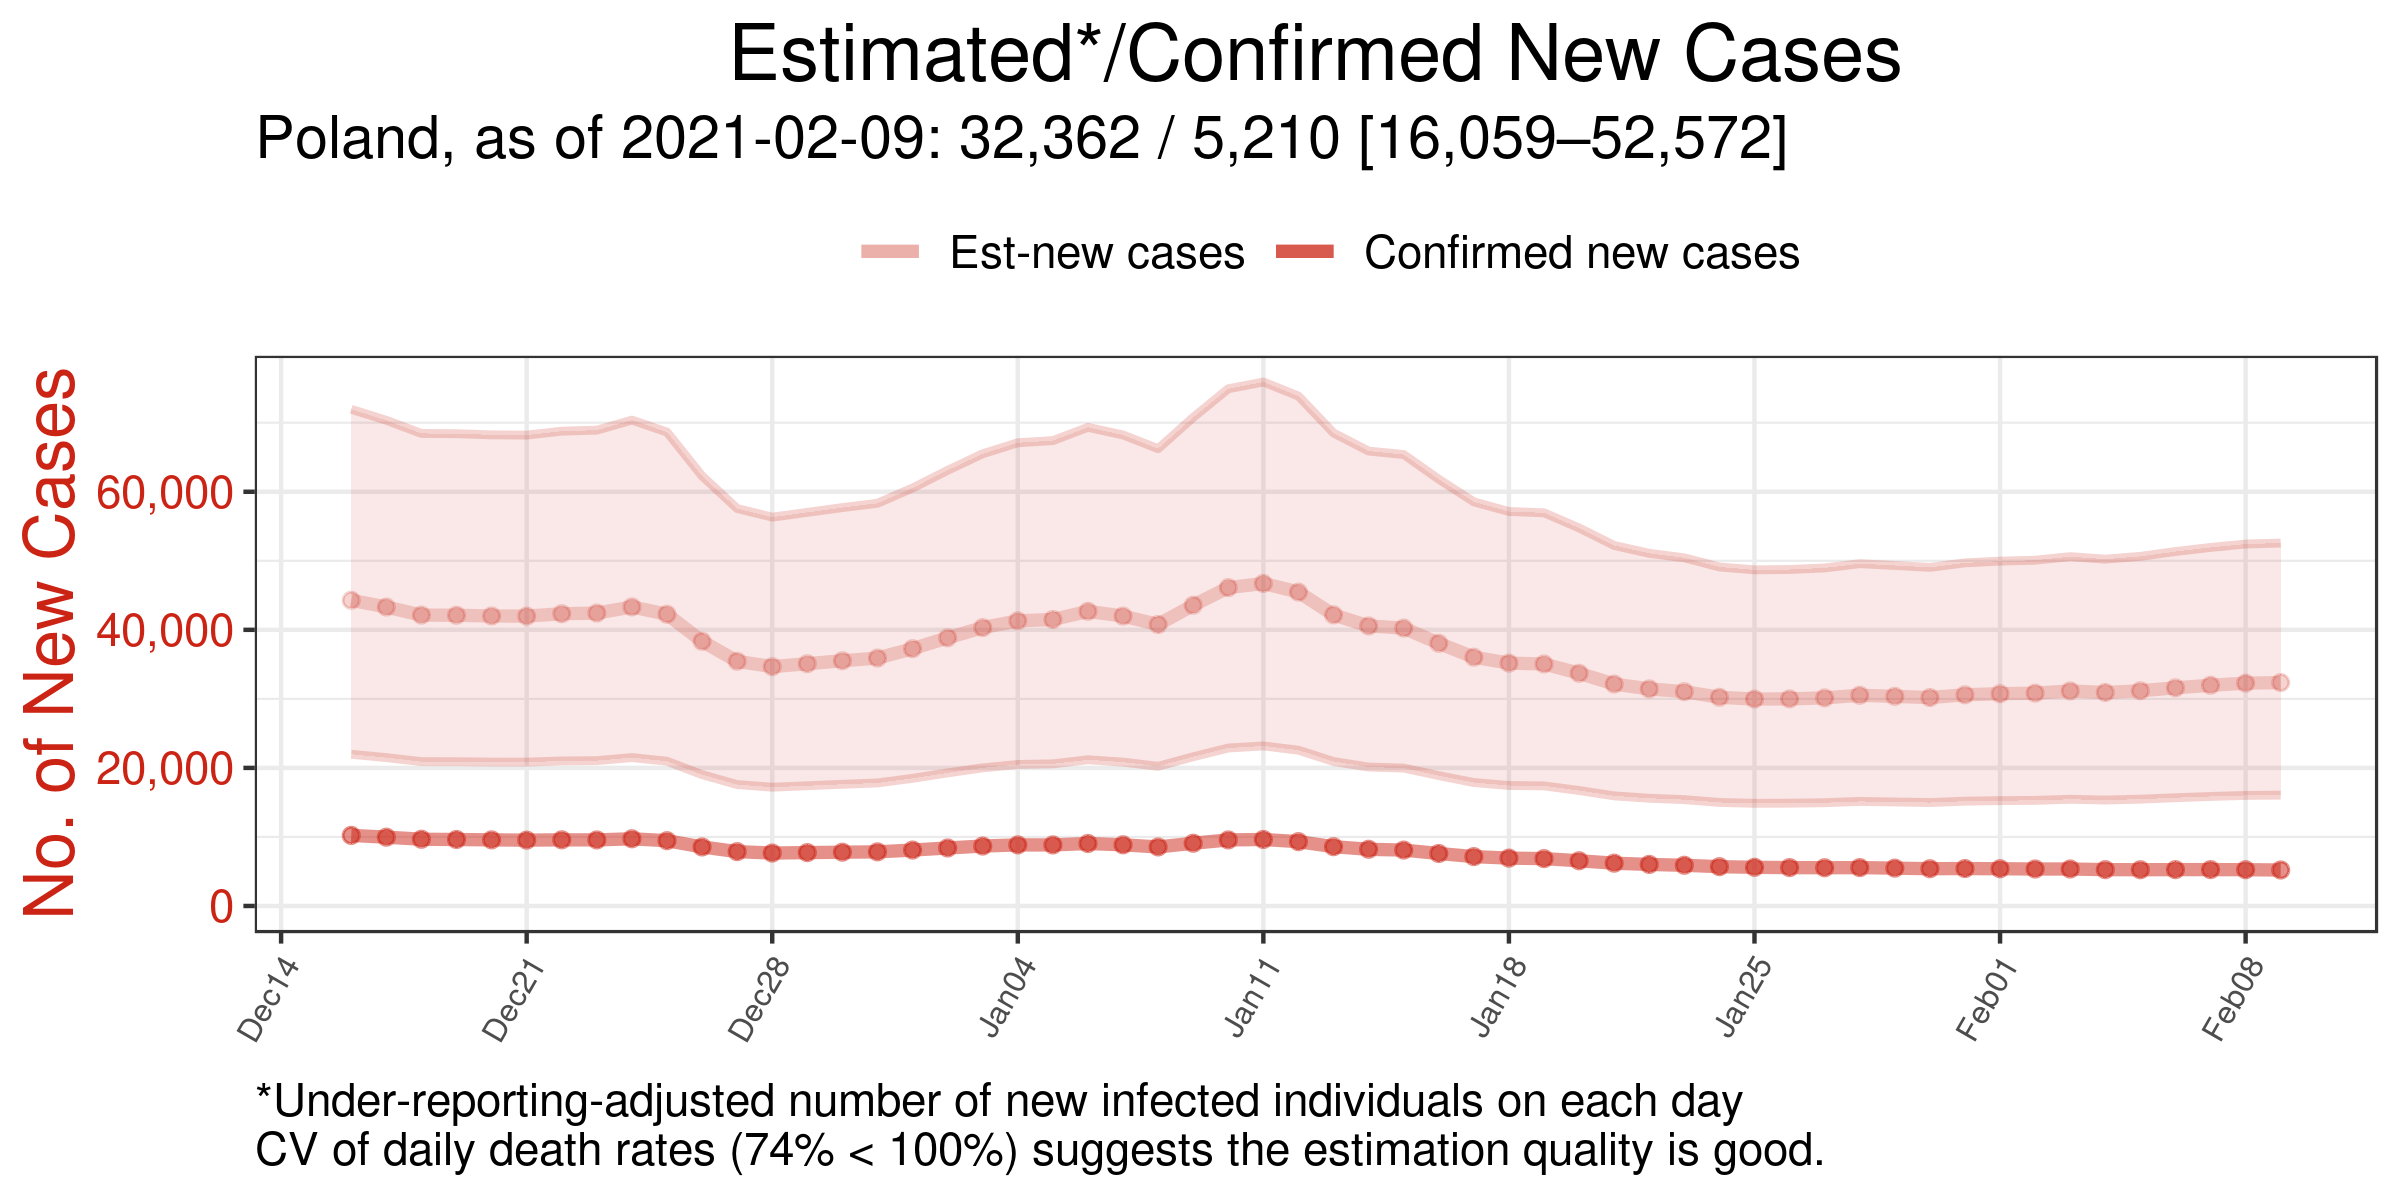 Estimated*/Confirmed New Cases
Poland, as of 2021-02-09: 32,362 / 5,210 [16,059–52,572]
Est-new cases
Confirmed new cases
No. of New Cases
60,000
40,000
20,000
0
Dec14
Dec21
Dec28
Jan04
Jan11
Jan18
Jan25
Feb01
Feb08
*Under-reporting-adjusted number of new infected individuals on each day
CV of daily death rates (74% < 100%) suggests the estimation quality is good.